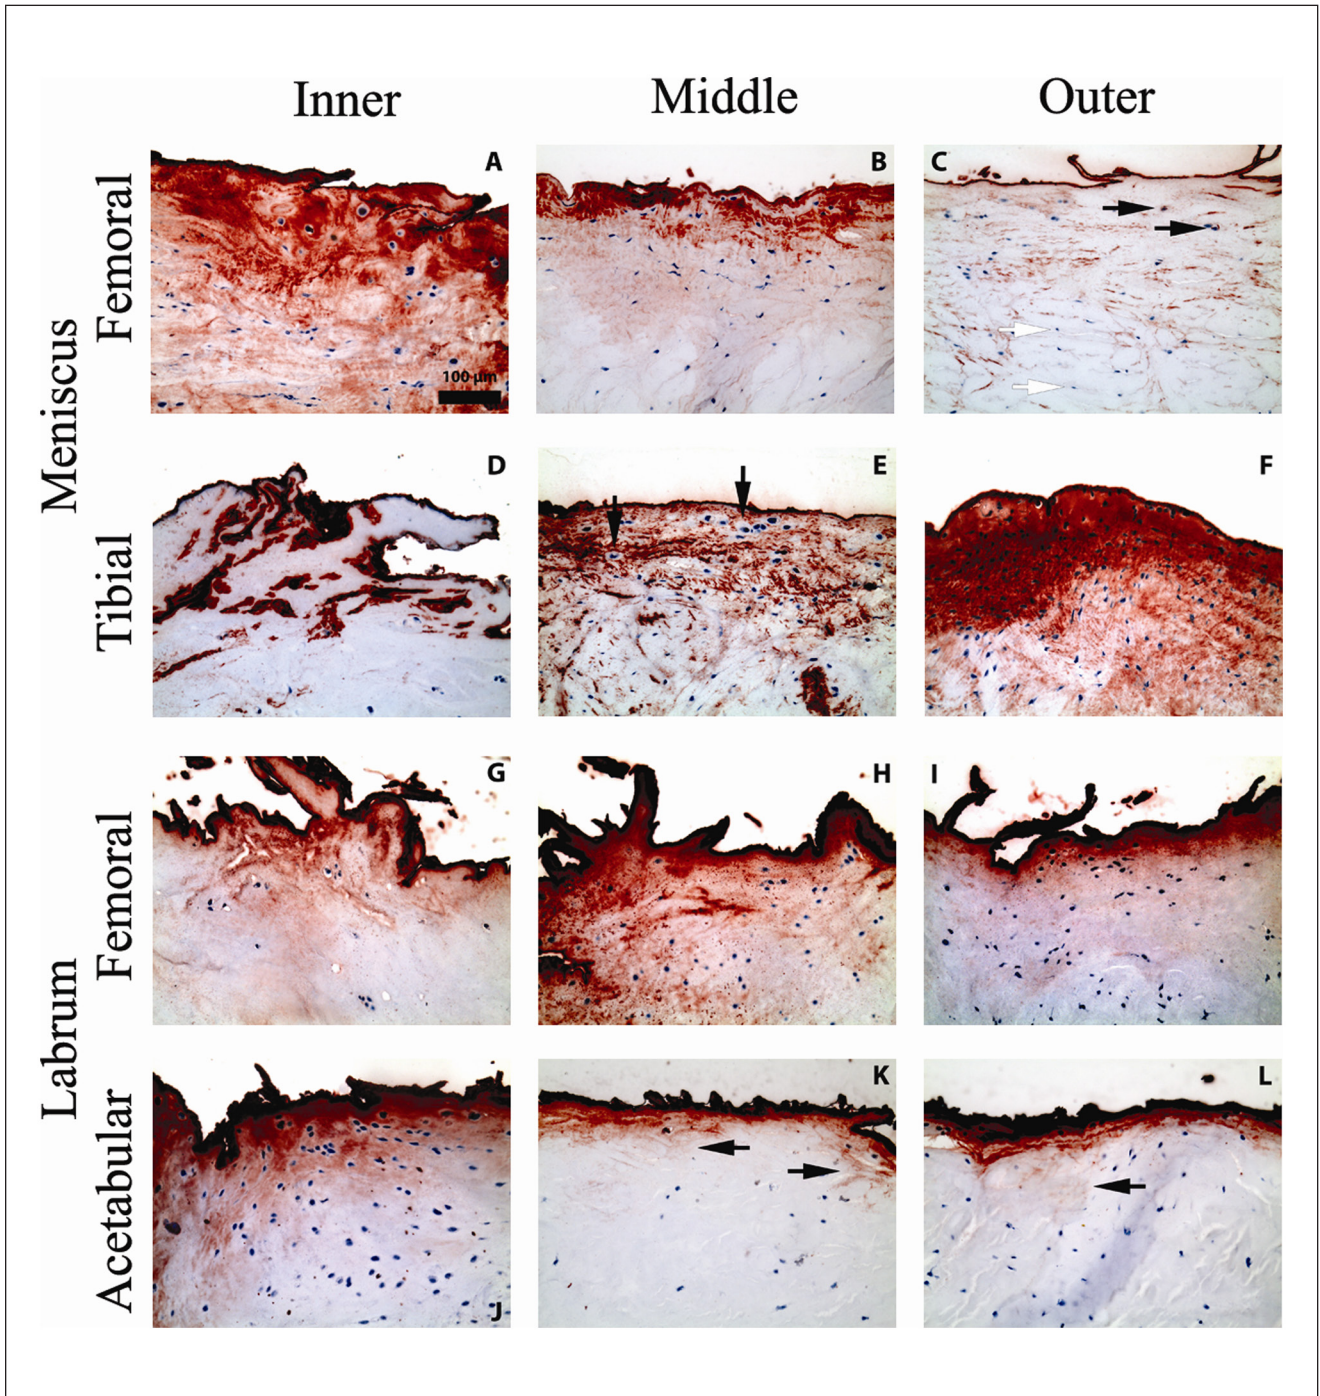 Inner Middle Outer
Meniscus
Femoral
A B C
100 µm
Tibial
D E F
Labrum
Femoral
G H I
Acetabular
J K L